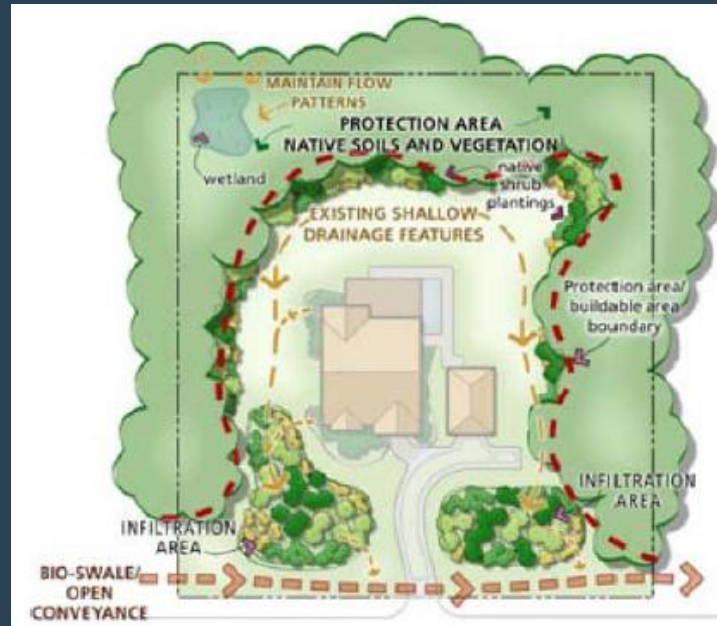 MAINTAIN FLOW
PATTERNS
PROTECTION AREA
NATIVE SOILS AND VEGETATION
wetland
native
shrub
plantings
EXISTING SHALLOW
DRAINAGE FEATURES
Protection area/
buildable area
boundary
INFILTRATION
AREA
INFILTRATION
AREA
BIO-SWALE/
OPEN
CONVEYANCE